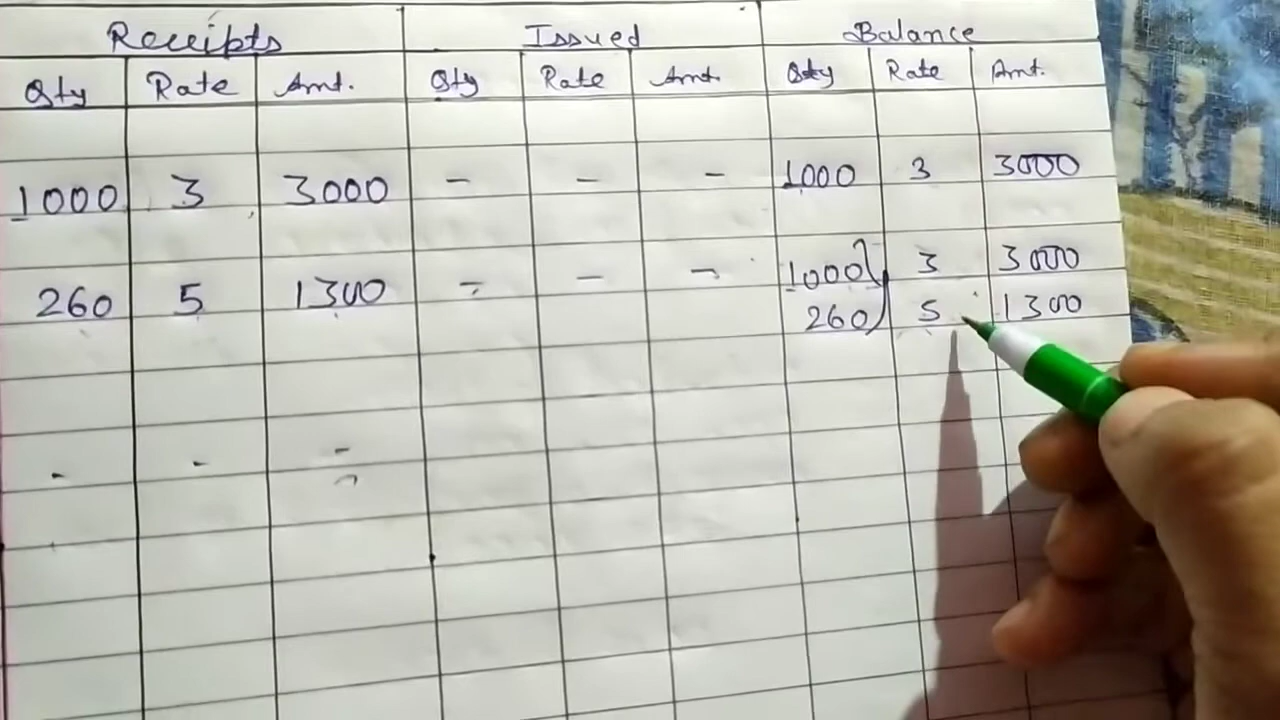 Receipts Issued Balance
Qty Rate Amt. Qty Rate Amt. Qty Rate Amt.
1000 3 3000 - - - 1000 3 3000
260 5 1300 - - - 1000 3 3000
260 5 1300
- - -